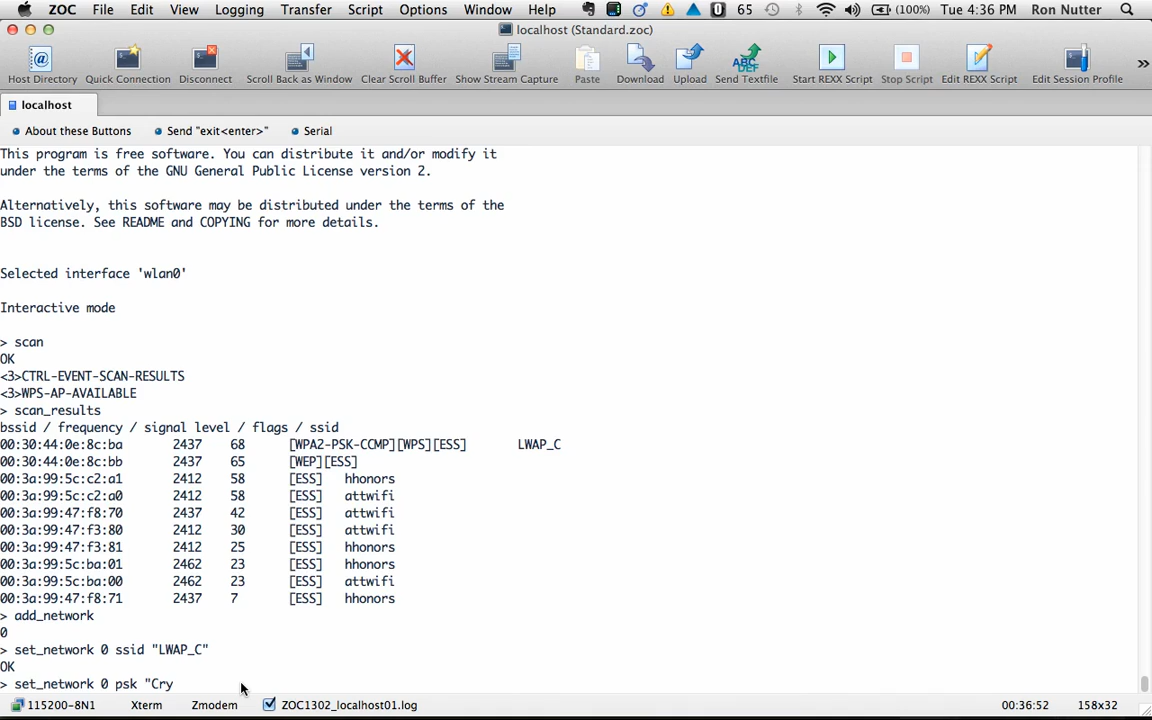 ZOC File Edit View Logging Transfer Script Options Window Help 65 (100%) Tue 4:36 PM Ron Nutter
localhost (Standard.zoc)
Host Directory Quick Connection Disconnect Scroll Back as Window Clear Scroll Buffer Show Stream Capture Paste Download Upload Send Textfile Start REXX Script Stop Script Edit REXX Script Edit Session Profile »
localhost
About these Buttons Send "exit<enter>" Serial
This program is free software. You can distribute it and/or modify it
under the terms of the GNU General Public License version 2.
Alternatively, this software may be distributed under the terms of the
BSD license. See README and COPYING for more details.
Selected interface 'wlan0'
Interactive mode
> scan
OK
<3>CTRL-EVENT-SCAN-RESULTS
<3>WPS-AP-AVAILABLE
> scan_results
bssid / frequency / signal level / flags / ssid
00:30:44:0e:8c:ba 2437 68 [WPA2-PSK-CCMP][WPS][ESS] LWAP_C
00:30:44:0e:8c:bb 2437 65 [WEP][ESS]
00:3a:99:5c:c2:a1 2412 58 [ESS] hhonors
00:3a:99:5c:c2:a0 2412 58 [ESS] attwifi
00:3a:99:47:f8:70 2437 42 [ESS] attwifi
00:3a:99:47:f3:80 2412 30 [ESS] attwifi
00:3a:99:47:f3:81 2412 25 [ESS] hhonors
00:3a:99:5c:ba:01 2462 23 [ESS] hhonors
00:3a:99:5c:ba:00 2462 23 [ESS] attwifi
00:3a:99:47:f8:71 2437 7 [ESS] hhonors
> add_network
0
> set_network 0 ssid "LWAP_C"
OK
> set_network 0 psk "Cry
115200-8N1 Xterm Zmodem ZOC1302_localhost01.log 00:36:52 158x32